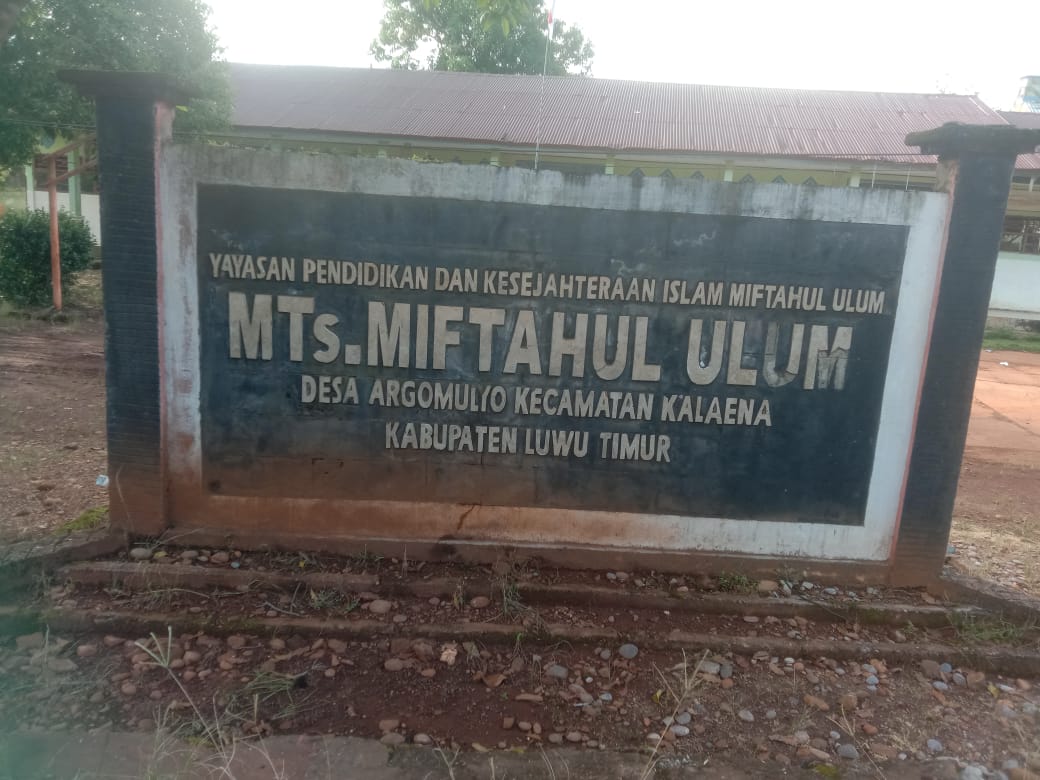 YAYASAN PENDIDIKAN DAN KESEJAHTERAAN ISLAM MIFTAHUL ULUM
MTs.MIFTAHUL ULUM
DESA ARGOMULYO KECAMATAN KALAENA
KABUPATEN LUWU TIMUR